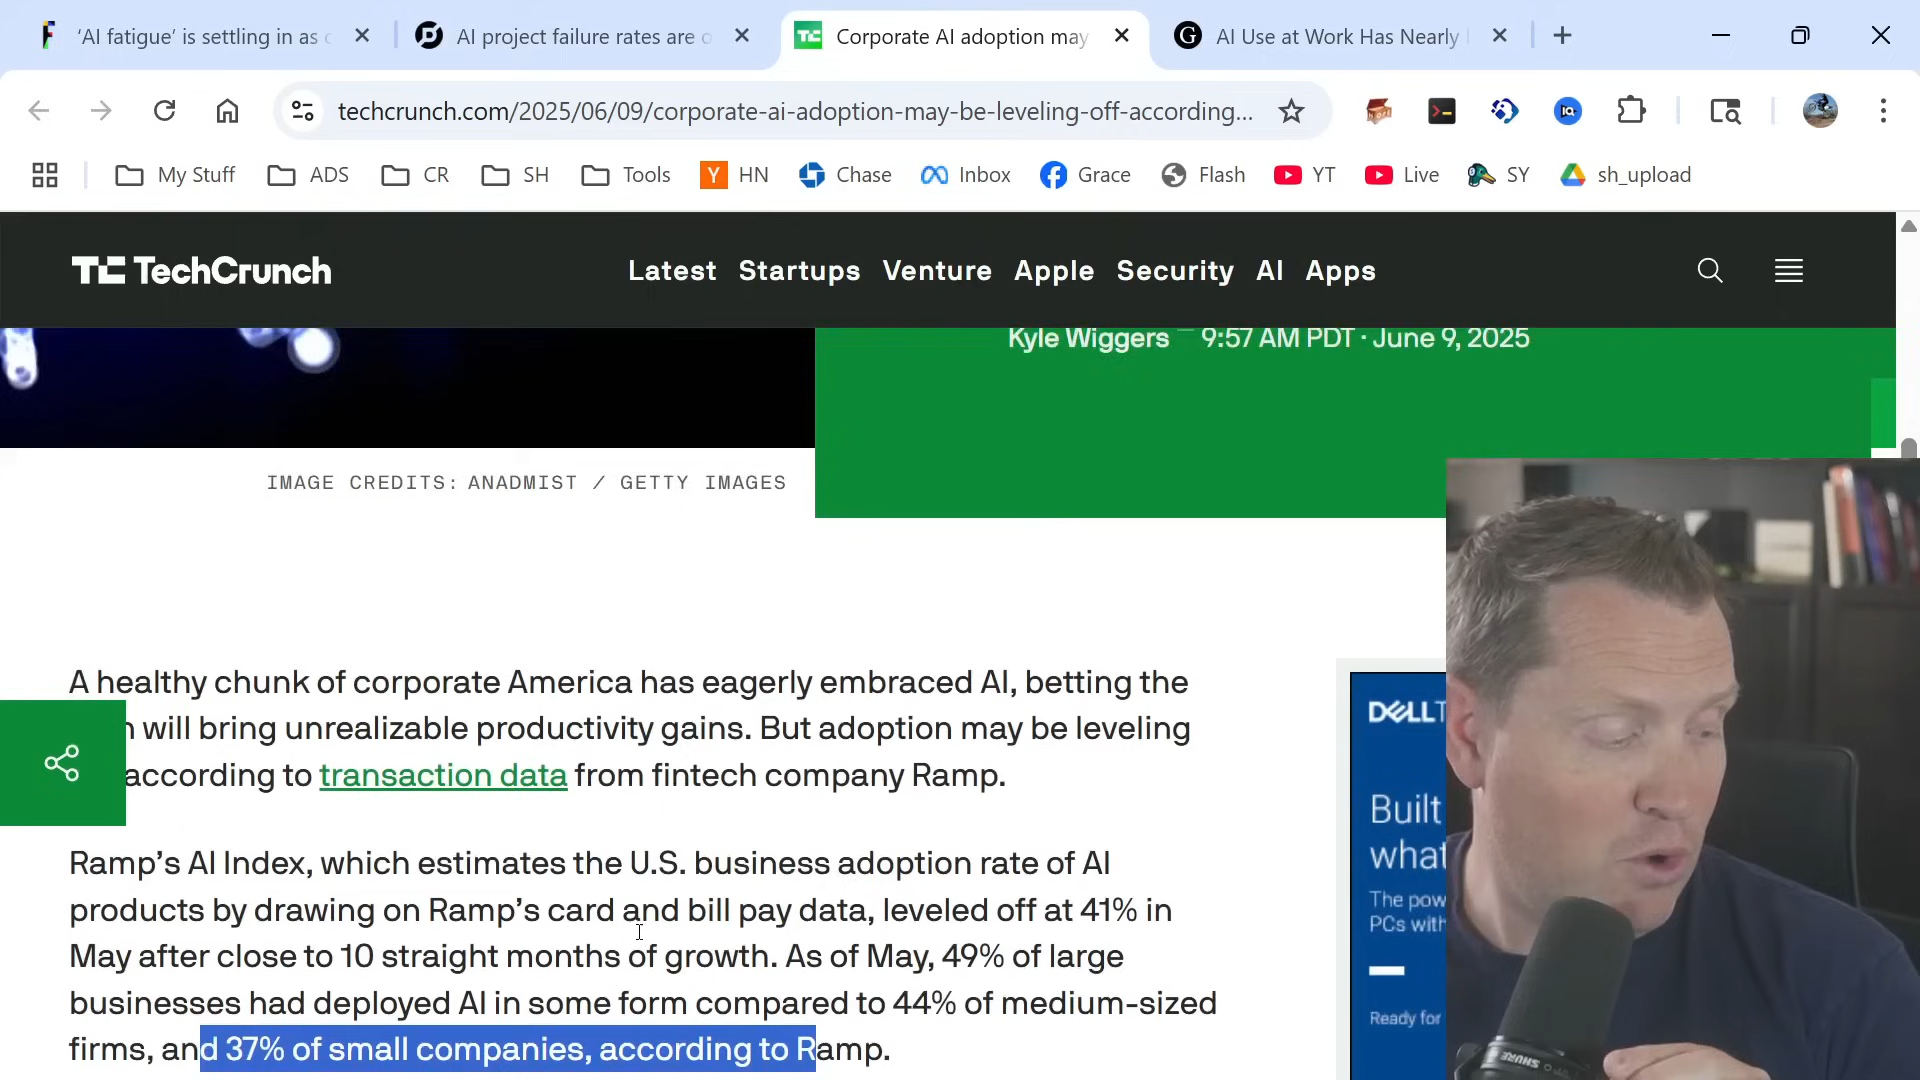 'AI fatigue' is settling in as
AI project failure rates are
Corporate AI adoption may
AI Use at Work Has Nearly
techcrunch.com/2025/06/09/corporate-ai-adoption-may-be-leveling-off-according...
My Stuff
ADS
CR
SH
Tools
HN
Chase
Inbox
Grace
Flash
YT
Live
SY
sh_upload
TechCrunch
Latest Startups Venture Apple Security AI Apps
Kyle Wiggers — 9:57 AM PDT · June 9, 2025
IMAGE CREDITS: ANADMIST / GETTY IMAGES
A healthy chunk of corporate America has eagerly embraced AI, betting the
will bring unrealizable productivity gains. But adoption may be leveling
according to transaction data from fintech company Ramp.
Ramp's AI Index, which estimates the U.S. business adoption rate of AI
products by drawing on Ramp's card and bill pay data, leveled off at 41% in
May after close to 10 straight months of growth. As of May, 49% of large
businesses had deployed AI in some form compared to 44% of medium-sized
firms, and 37% of small companies, according to Ramp.
DELL
Built
what
The pow
PCs with
Ready for
SHURE